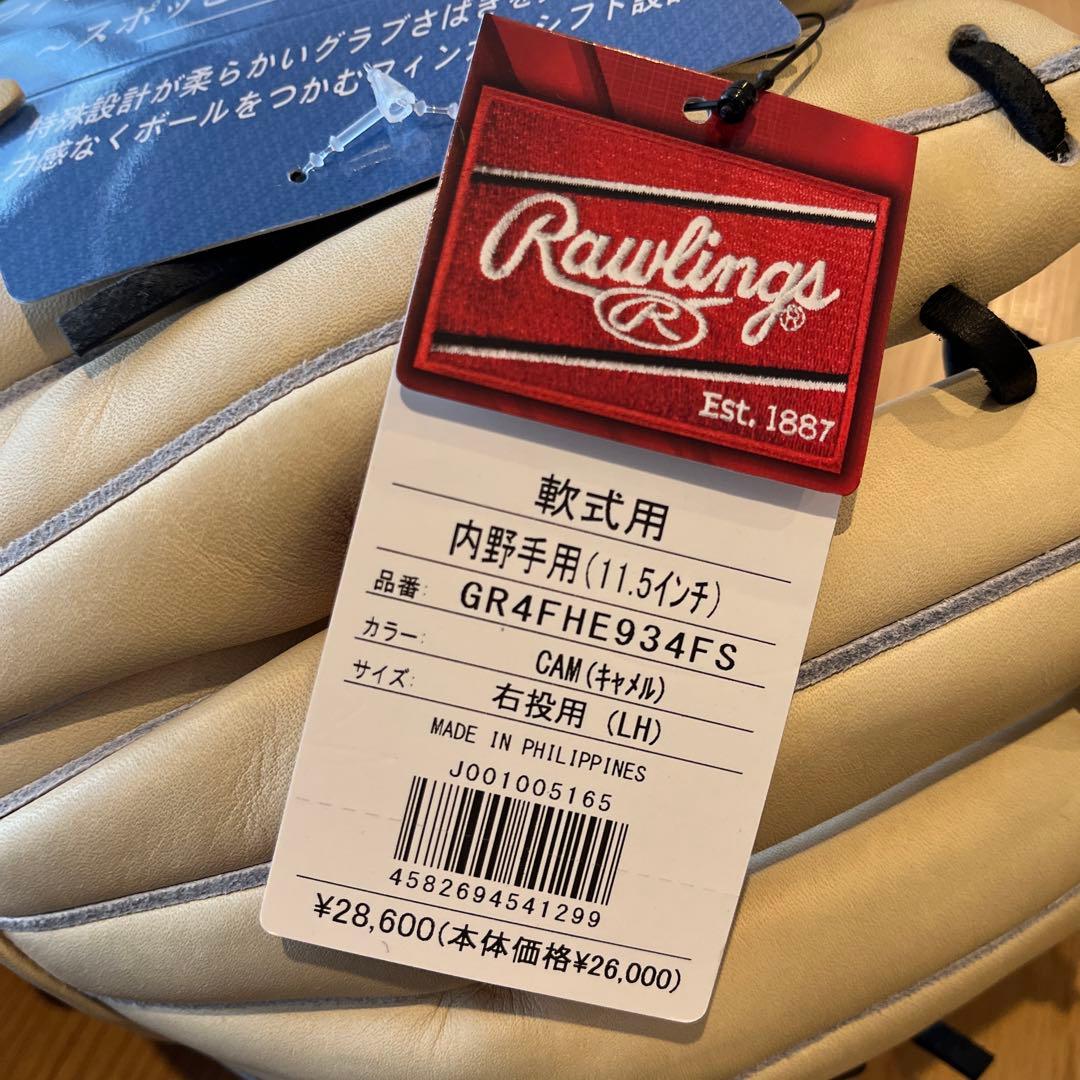 ～スポッと
特殊設計が柔らかいグラブさばきを
力感なくボールをつかむフィン
シフト設計
Rawlings®
R
Est. 1887
軟式用
内野手用(11.5インチ)
品番: GR4FHE934FS
カラー: CAM(キャメル)
サイズ: 右投用 (LH)
MADE IN PHILIPPINES
J001005165
4582694541299
¥28,600(本体価格¥26,000)